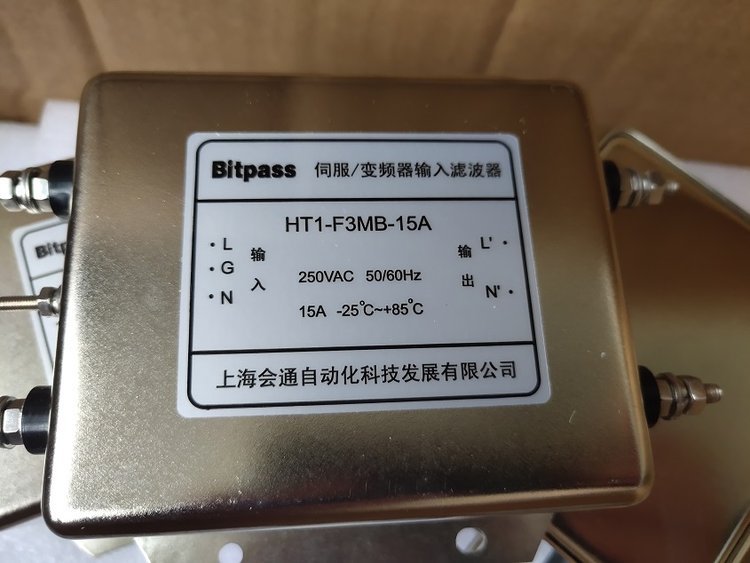 Bitpass 伺服/变频器输入滤波器
HT1-F3MB-15A
· L 输入 输出 L' ·
· G
250VAC 50/60Hz
· N N' ·
15A -25°C~+85°C
上海会通自动化科技发展有限公司
Bitp